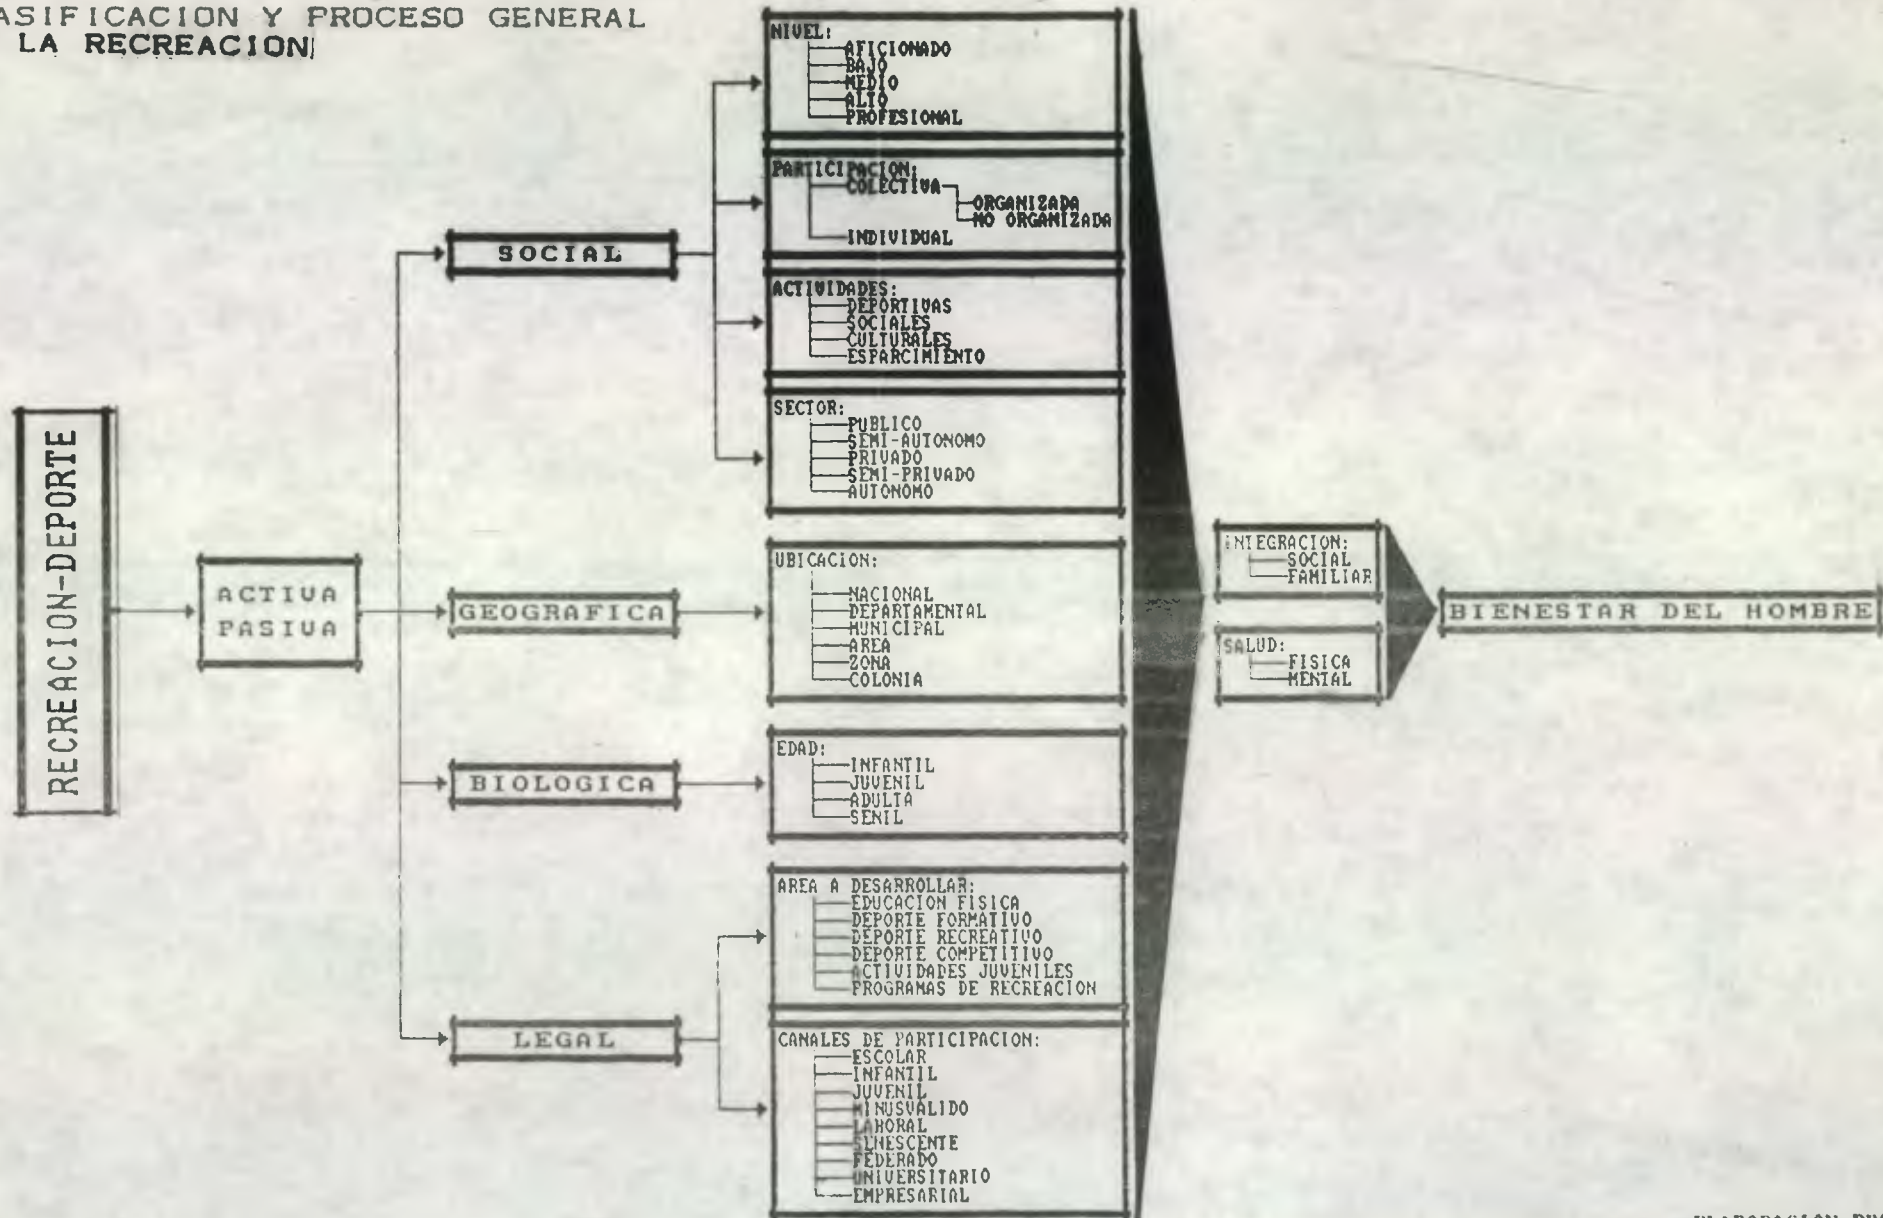 ASIFICACION Y PROCESO GENERAL
LA RECREACION
RECREACION-DEPORTE
ACTIVA
PASIVA
SOCIAL
NIVEL:
AFICIONADO
BAJO
MEDIO
ALTO
PROFESIONAL
PARTICIPACION:
COLECTIVA
ORGANIZADA
NO ORGANIZADA
INDIVIDUAL
ACTIVIDADES:
DEPORTIVAS
SOCIALES
CULTURALES
ESPARCIMIENTO
SECTOR:
PUBLICO
SEMI-AUTONOMO
PRIVADO
SEMI-PRIVADO
AUTONOMO
GEOGRAFICA
UBICACION:
NACIONAL
DEPARTAMENTAL
MUNICIPAL
AREA
ZONA
COLONIA
BIOLOGICA
EDAD:
INFANTIL
JUVENIL
ADULTA
SENIL
LEGAL
AREA A DESARROLLAR:
EDUCACION FISICA
DEPORTE FORMATIVO
DEPORTE RECREATIVO
DEPORTE COMPETITIVO
ACTIVIDADES JUVENILES
PROGRAMAS DE RECREACION
CANALES DE PARTICIPACION:
ESCOLAR
INFANTIL
JUVENIL
MINUSVALIDO
LABORAL
SENESCENTE
FEDERADO
UNIVERSITARIO
EMPRESARIAL
INTEGRACION:
SOCIAL
FAMILIAR
SALUD:
FISICA
MENTAL
BIENESTAR DEL HOMBRE